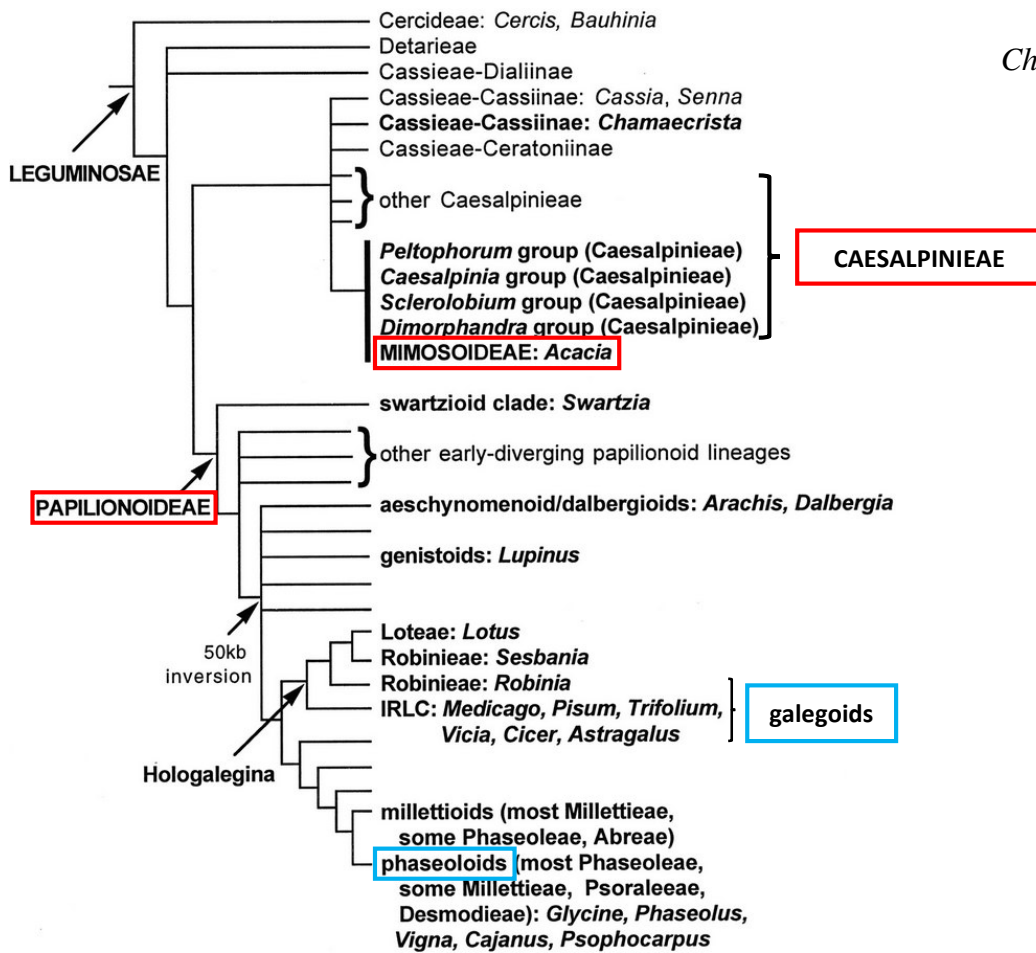 Cercideae: Cercis, Bauhinia
Detarieae
Ch
Cassieae-Dialiinae
Cassieae-Cassiinae: Cassia, Senna
Cassieae-Cassiinae: Chamaecrista
Cassieae-Ceratoniinae
LEGUMINOSAE
other Caesalpinieae
Peltophorum group (Caesalpinieae)
CAESALPINIEAE
Caesalpinia group (Caesalpinieae)
Sclerolobium group (Caesalpinieae)
Dimorphandra group (Caesalpinieae)
MIMOSOIDEAE: Acacia
swartzioid clade: Swartzia
other early-diverging papilionoid lineages
PAPILIONOIDEAE
aeschynomenoid/dalbergioids: Arachis, Dalbergia
genistoids: Lupinus
50kb
inversion
Loteae: Lotus
Robinieae: Sesbania
Robinieae: Robinia
IRLC: Medicago, Pisum, Trifolium,
Vicia, Cicer, Astragalus
galegoids
Hologalegina
millettioids (most Millettieae,
some Phaseoleae, Abreae)
phaseoloids (most Phaseoleae,
some Millettieae, Psoraleeae,
Desmodieae): Glycine, Phaseolus,
Vigna, Cajanus, Psophocarpus